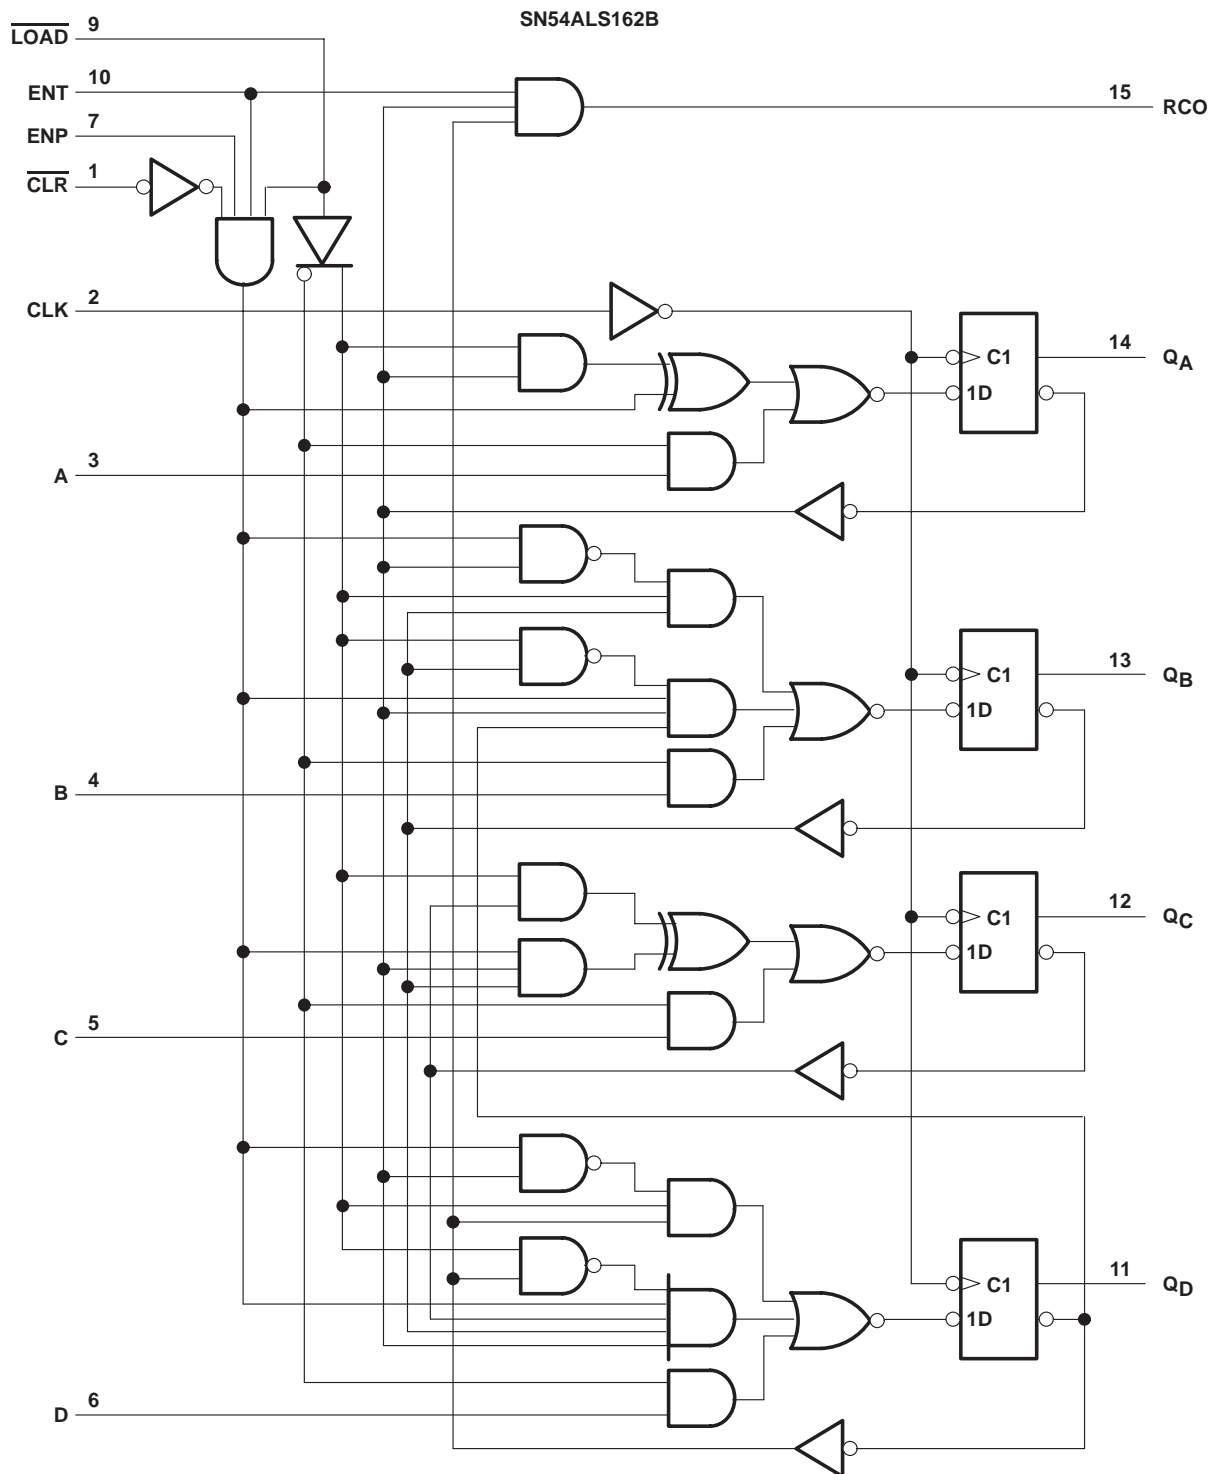 SN54ALS162B
LOAD 9
ENT 10
ENP 7
CLR 1
15 RCO
CLK 2
C1
1D
14 QA
A 3
C1
1D
13 QB
B 4
C1
1D
12 QC
C 5
C1
1D
11 QD
D 6